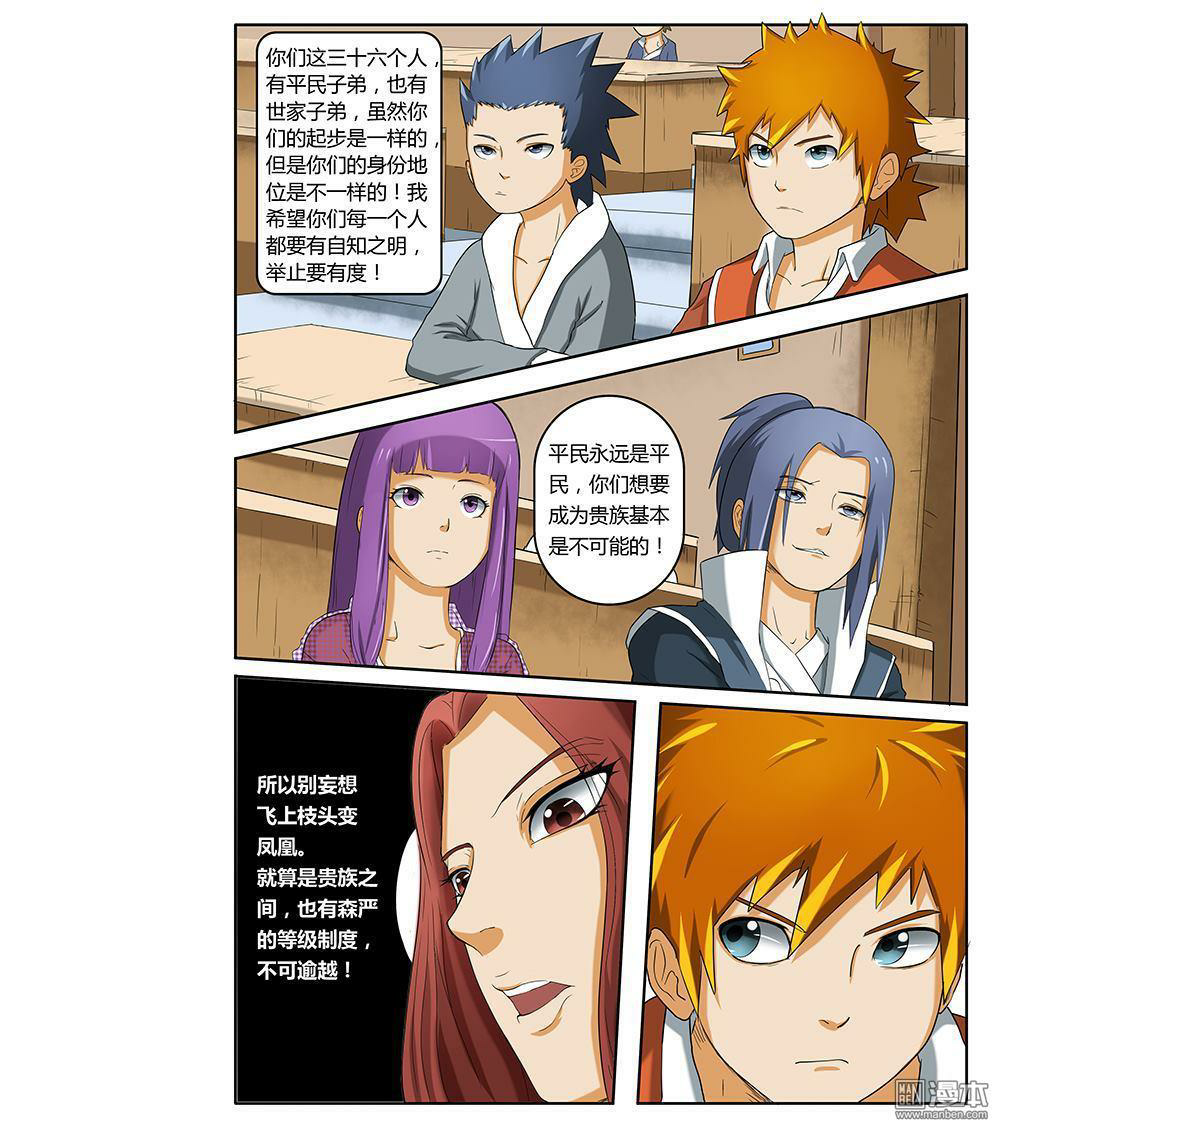 你们这三十六个人，
有平民子弟，也有
世家子弟，虽然你
们的起步是一样的，
但是你们的身份地
位是不一样的！我
希望你们每一个人
都要有自知之明，
举止要有度！
平民永远是平
民，你们想要
成为贵族基本
是不可能的！
所以别妄想
飞上枝头变
凤凰。
就算是贵族之
间，也有森严
的等级制度，
不可逾越！
MAN
BEN 漫本
www.manben.com